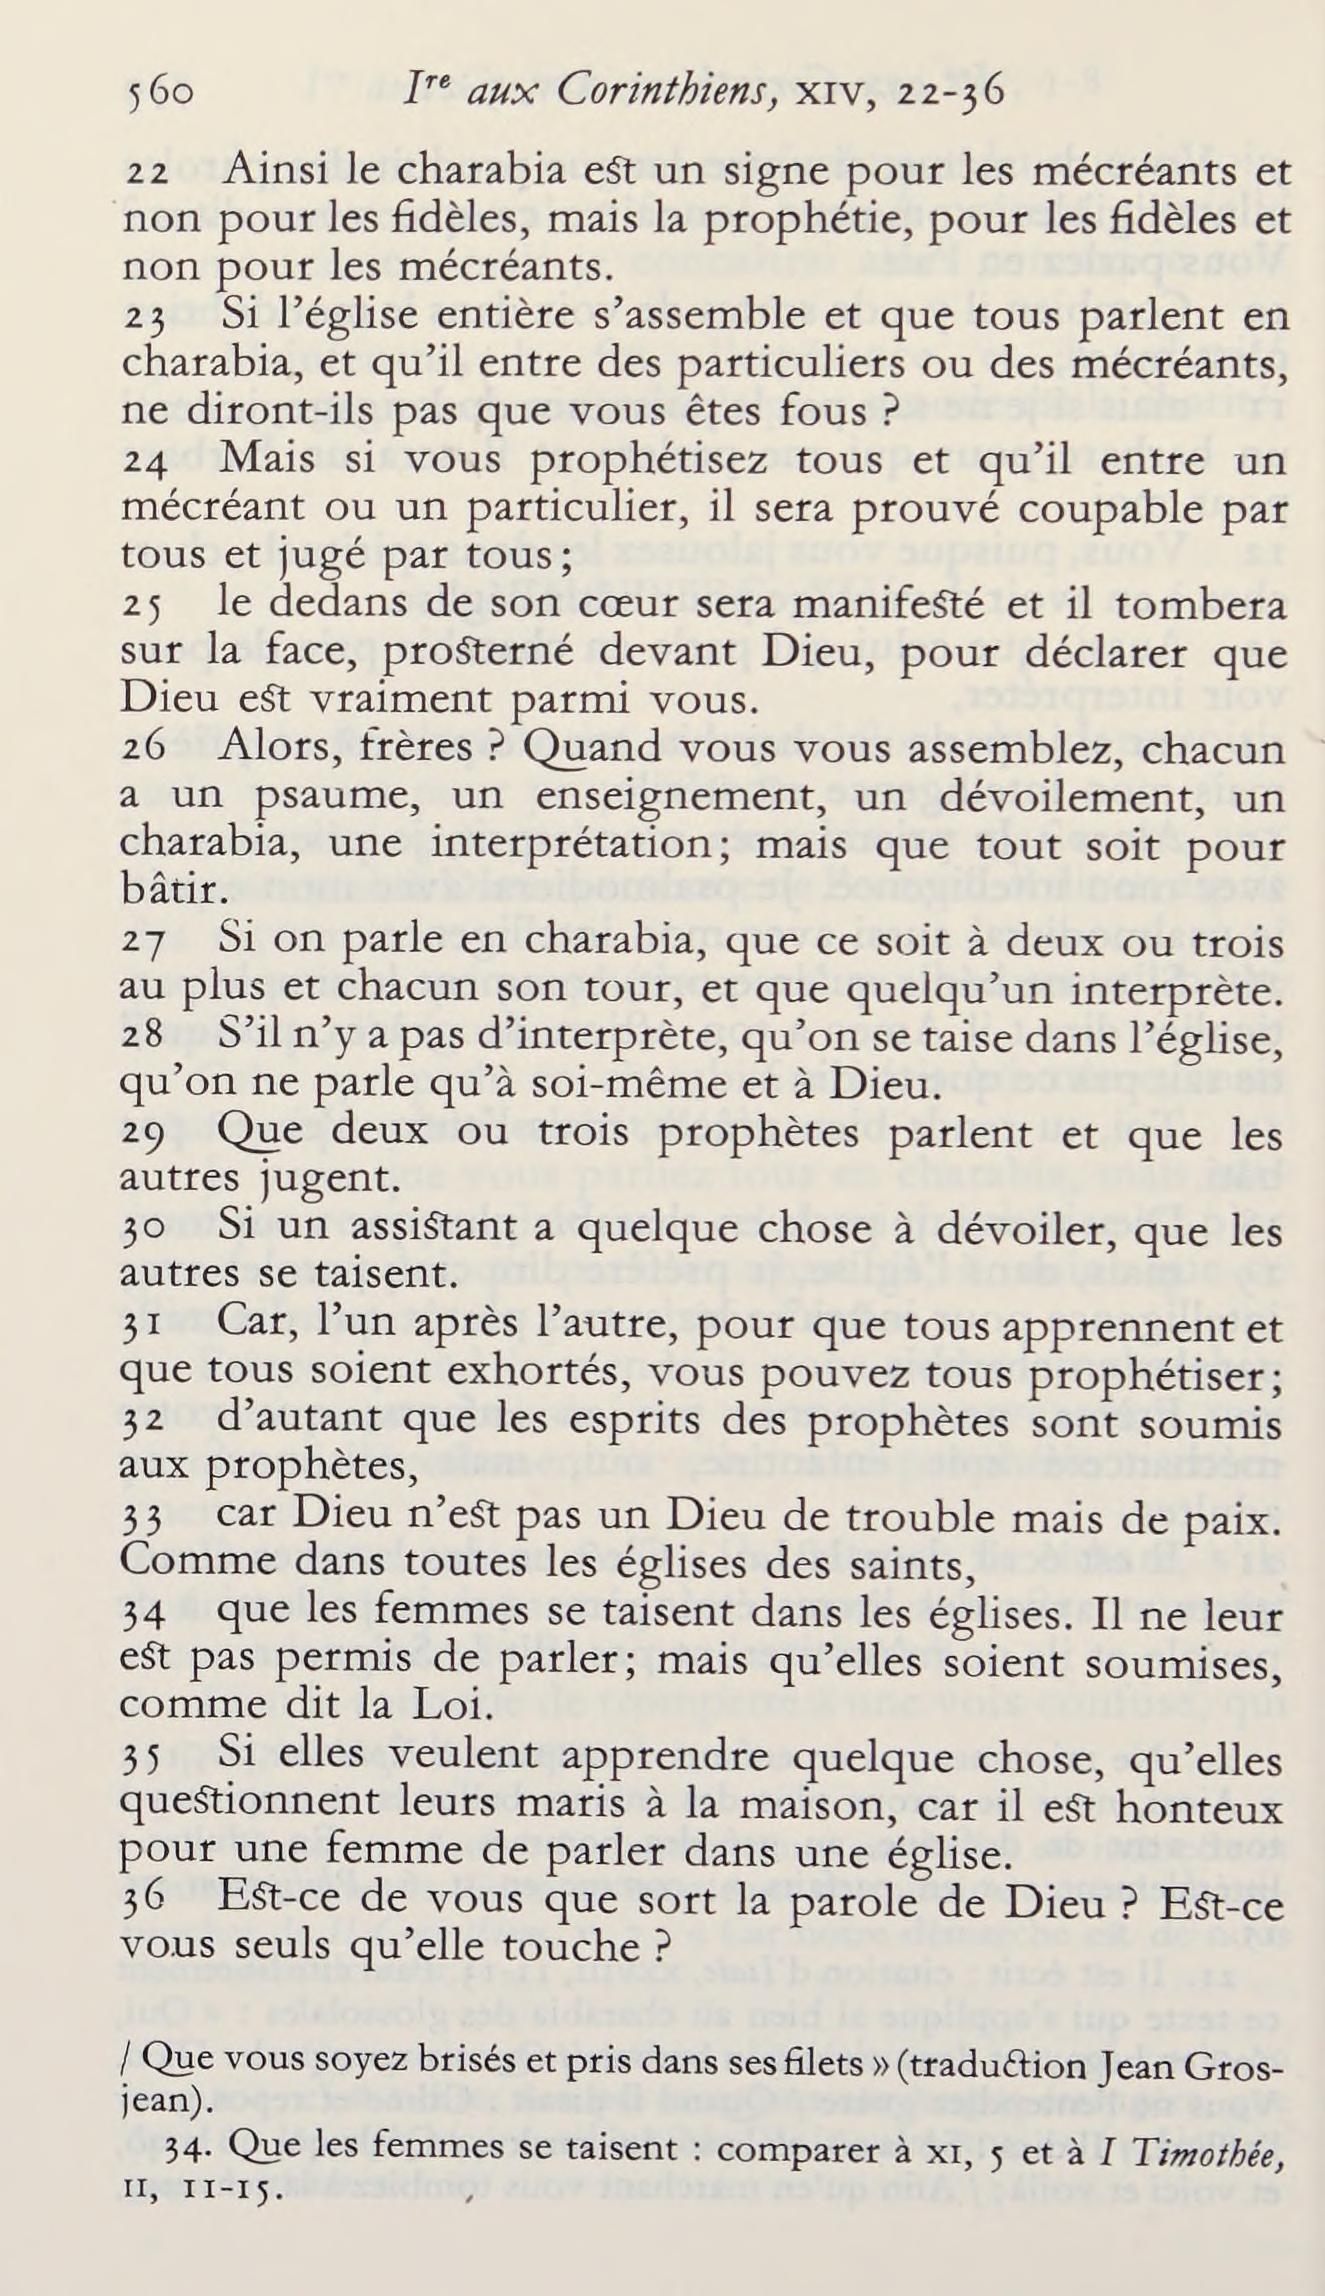 560 Iʳᵉ aux Corinthiens, XIV, 22-36
22 Ainsi le charabia est un signe pour les mécréants et
non pour les fidèles, mais la prophétie, pour les fidèles et
non pour les mécréants.
23 Si l’église entière s’assemble et que tous parlent en
charabia, et qu’il entre des particuliers ou des mécréants,
ne diront-ils pas que vous êtes fous ?
24 Mais si vous prophétisez tous et qu’il entre un
mécréant ou un particulier, il sera prouvé coupable par
tous et jugé par tous ;
25 le dedans de son cœur sera manifesté et il tombera
sur la face, prosterné devant Dieu, pour déclarer que
Dieu est vraiment parmi vous.
26 Alors, frères ? Quand vous vous assemblez, chacun
a un psaume, un enseignement, un dévoilement, un
charabia, une interprétation ; mais que tout soit pour
bâtir.
27 Si on parle en charabia, que ce soit à deux ou trois
au plus et chacun son tour, et que quelqu’un interprète.
28 S’il n’y a pas d’interprète, qu’on se taise dans l’église,
qu’on ne parle qu’à soi-même et à Dieu.
29 Que deux ou trois prophètes parlent et que les
autres jugent.
30 Si un assistant a quelque chose à dévoiler, que les
autres se taisent.
31 Car, l’un après l’autre, pour que tous apprennent et
que tous soient exhortés, vous pouvez tous prophétiser ;
32 d’autant que les esprits des prophètes sont soumis
aux prophètes,
33 car Dieu n’est pas un Dieu de trouble mais de paix.
Comme dans toutes les églises des saints,
34 que les femmes se taisent dans les églises. Il ne leur
est pas permis de parler ; mais qu’elles soient soumises,
comme dit la Loi.
35 Si elles veulent apprendre quelque chose, qu’elles
questionnent leurs maris à la maison, car il est honteux
pour une femme de parler dans une église.
36 Est-ce de vous que sort la parole de Dieu ? Est-ce
vous seuls qu’elle touche ?
/ Que vous soyez brisés et pris dans ses filets » (traduction Jean Gros-
jean).
34. Que les femmes se taisent : comparer à XI, 5 et à I Timothée,
II, 11-15.